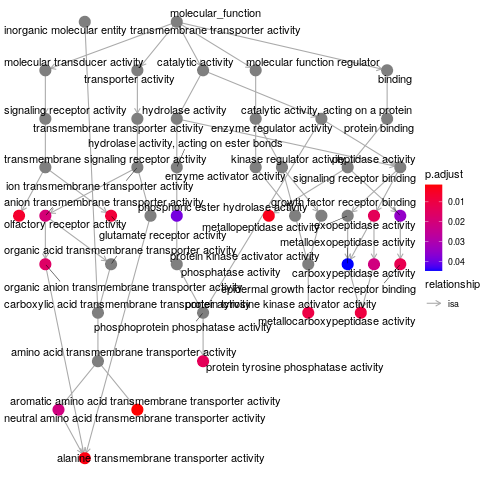 molecular_function
inorganic molecular entity transmembrane transporter activity
molecular transducer activity
catalytic activity
molecular function regulator
transporter activity
binding
signaling receptor activity
hydrolase activity
catalytic activity, acting on a protein
transmembrane transporter activity
enzyme regulator activity
protein binding
hydrolase activity, acting on ester bonds
transmembrane signaling receptor activity
kinase regulator activity
peptidase activity
enzyme activator activity
signaling receptor binding
p.adjust
ion transmembrane transporter activity
0.01
anion transmembrane transporter activity
phosphoric ester hydrolase activity
growth factor receptor binding
0.02
olfactory receptor activity
metallopeptidase activity
exopeptidase activity
0.03
glutamate receptor activity
metalloexopeptidase activity
0.04
organic acid transmembrane transporter activity
protein kinase activator activity
phosphatase activity
carboxypeptidase activity
relationship
organic anion transmembrane transporter activity
epidermal growth factor receptor binding
isa
carboxylic acid transmembrane transporter activity
kinase activator activity
phosphoprotein phosphatase activity
metallocarboxypeptidase activity
amino acid transmembrane transporter activity
protein tyrosine phosphatase activity
aromatic amino acid transmembrane transporter activity
neutral amino acid transmembrane transporter activity
alanine transmembrane transporter activity